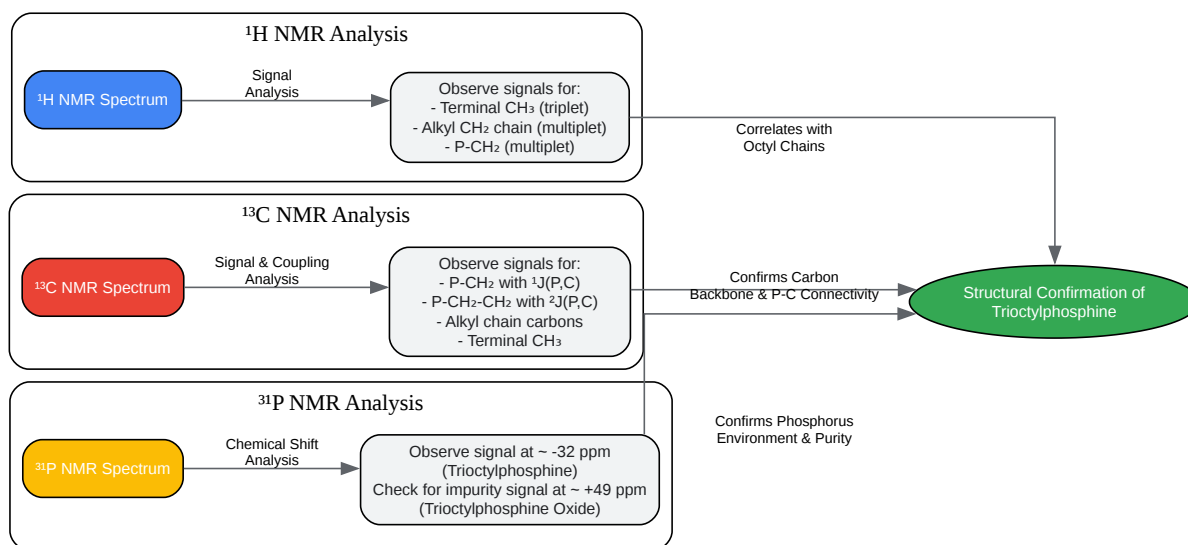 ¹H NMR Analysis
¹H NMR Spectrum
Signal
Analysis
Observe signals for:
- Terminal CH₃ (triplet)
- Alkyl CH₂ chain (multiplet)
- P-CH₂ (multiplet)
Correlates with
Octyl Chains
¹³C NMR Analysis
¹³C NMR Spectrum
Signal & Coupling
Analysis
Observe signals for:
- P-CH₂ with ¹J(P,C)
- P-CH₂-CH₂ with ²J(P,C)
- Alkyl chain carbons
- Terminal CH₃
Confirms Carbon
Backbone & P-C Connectivity
Structural Confirmation of
Trioctylphosphine
³¹P NMR Analysis
³¹P NMR Spectrum
Chemical Shift
Analysis
Observe signal at ~ -32 ppm
(Trioctylphosphine)
Check for impurity signal at ~ +49 ppm
(Trioctylphosphine Oxide)
Confirms Phosphorus
Environment & Purity